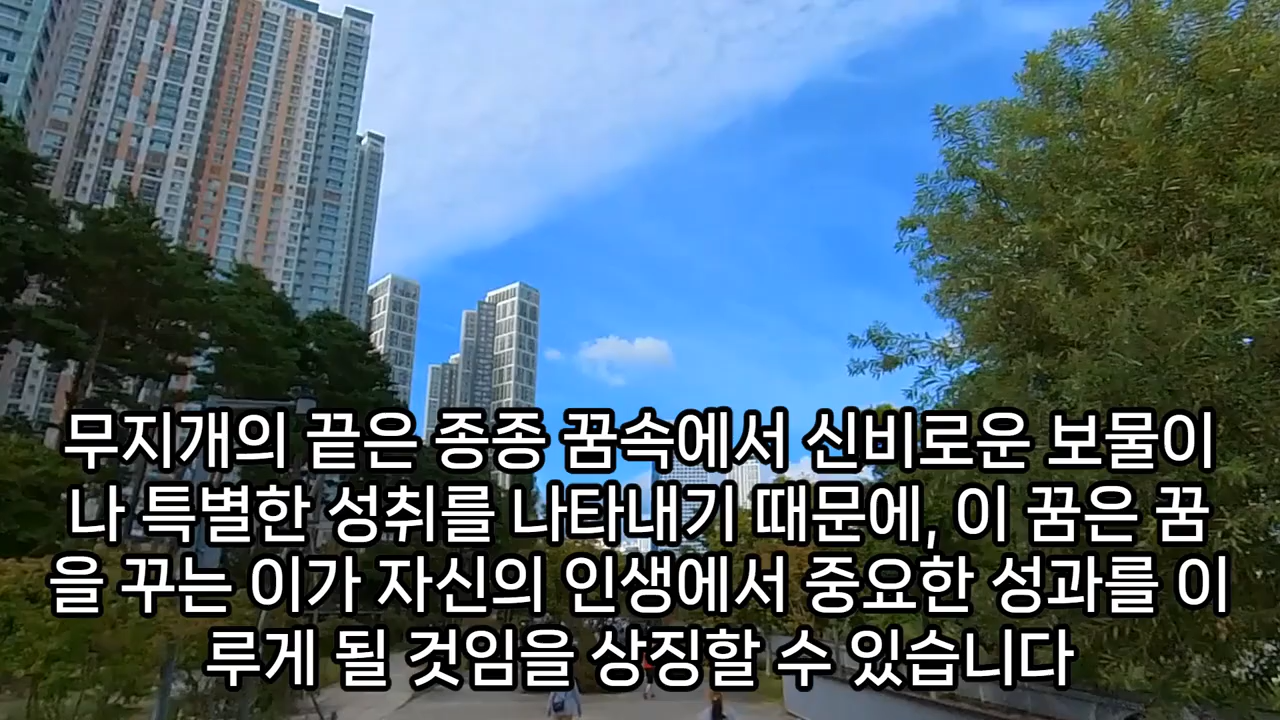 무지개의 끝은 종종 꿈속에서 신비로운 보물이
나 특별한 성취를 나타내기 때문에, 이 꿈은 꿈
을 꾸는 이가 자신의 인생에서 중요한 성과를 이
루게 될 것임을 상징할 수 있습니다